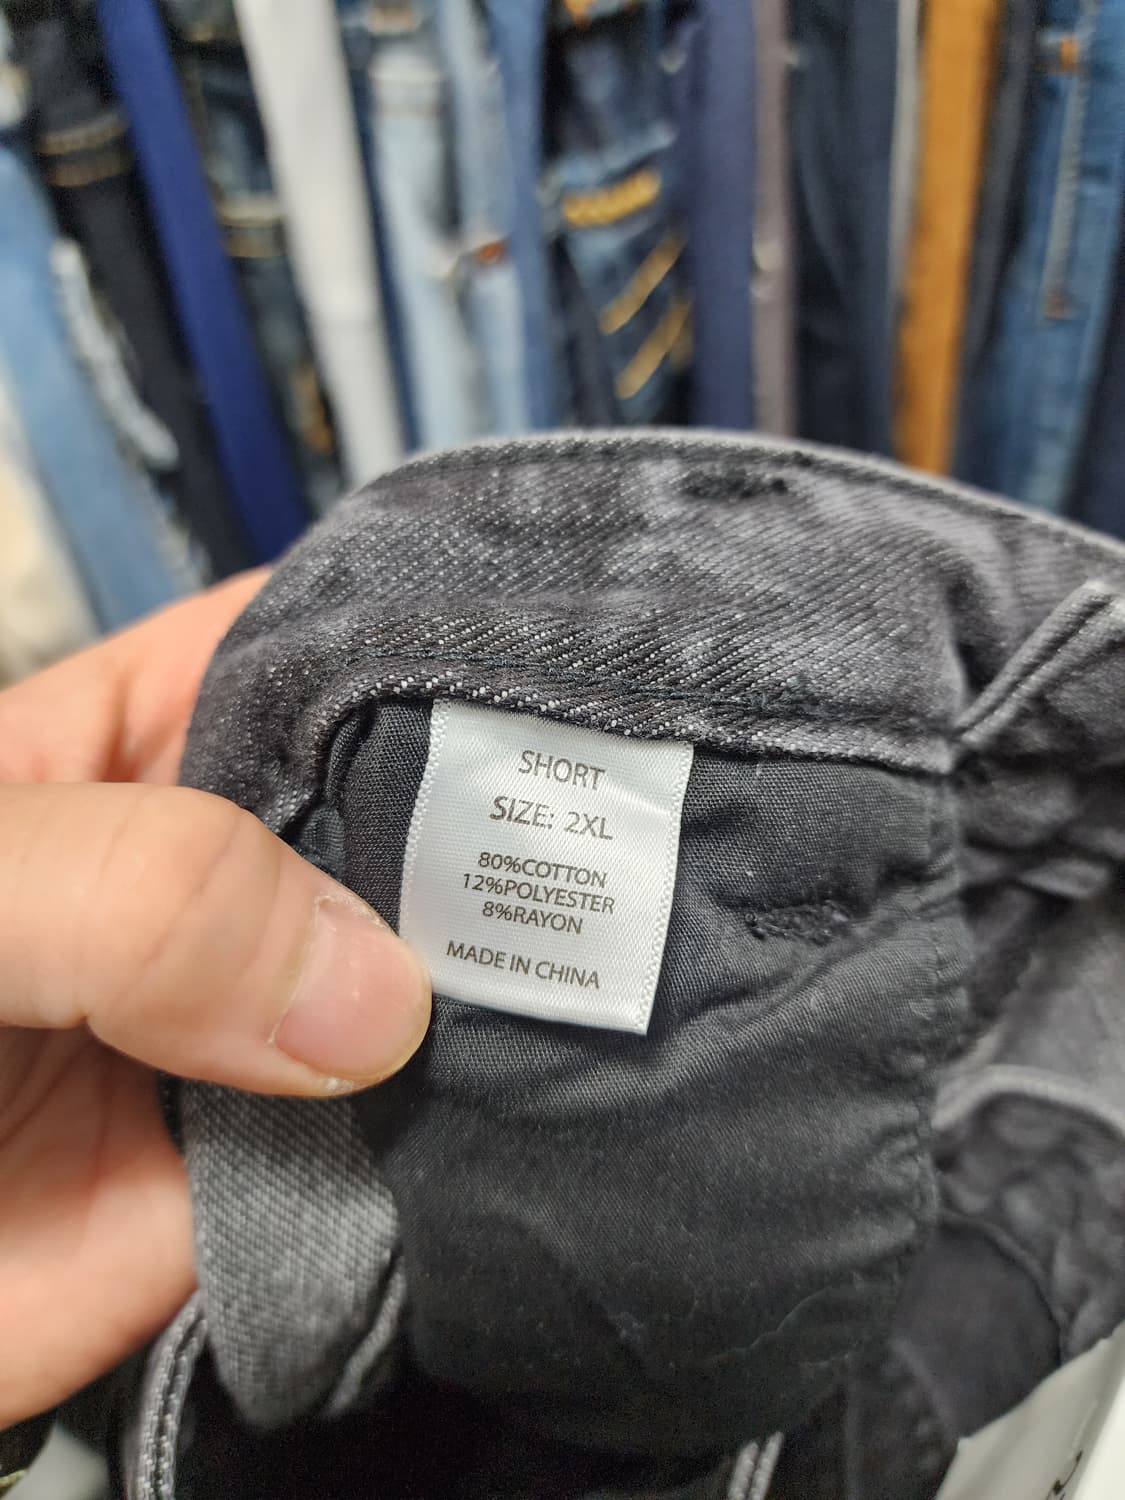 SHORT
SIZE: 2XL
80%COTTON
12%POLYESTER
8%RAYON
MADE IN CHINA